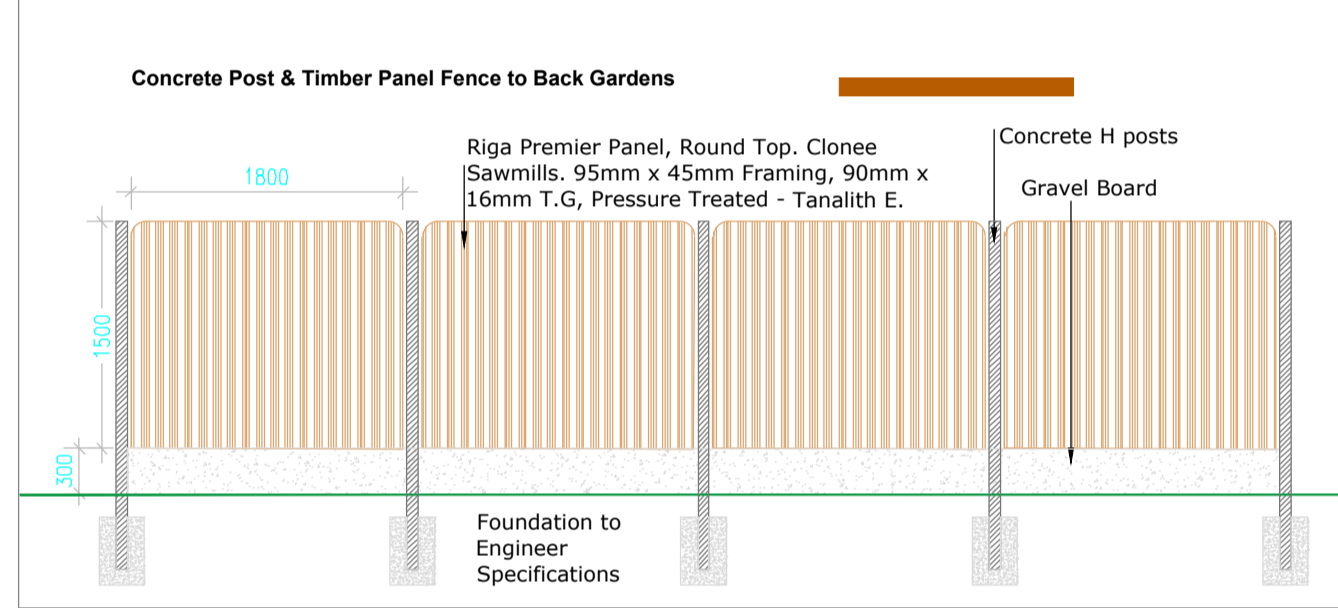 Concrete Post & Timber Panel Fence to Back Gardens
Concrete H posts
Riga Premier Panel, Round Top. Clonee
Sawmills. 95mm x 45mm Framing, 90mm x
16mm T.G, Pressure Treated - Tanalith E.
1800
Gravel Board
1500
300
Foundation to
Engineer
Specifications